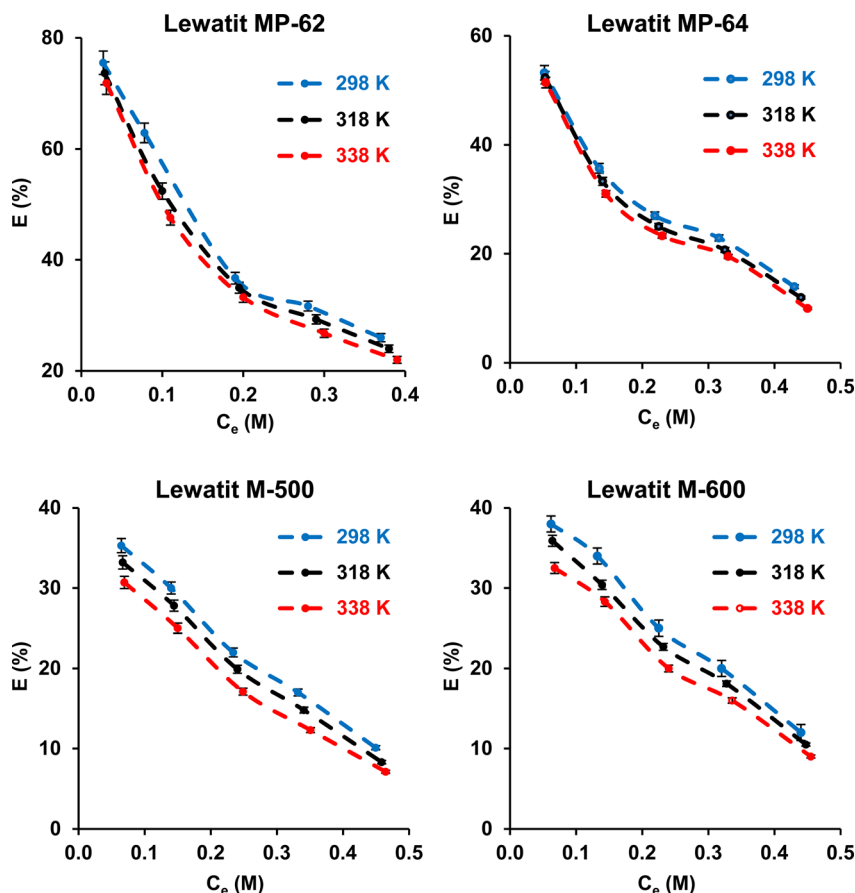 Lewatit MP-62
80
60
40
20
E (%)
298 K
318 K
338 K
0.0 0.1 0.2 0.3 0.4
Cₑ (M)
Lewatit MP-64
60
40
20
0
E (%)
298 K
318 K
338 K
0.0 0.1 0.2 0.3 0.4 0.5
Cₑ (M)
Lewatit M-500
40
30
20
10
0
E (%)
298 K
318 K
338 K
0.0 0.1 0.2 0.3 0.4 0.5
Cₑ (M)
Lewatit M-600
40
30
20
10
0
E (%)
298 K
318 K
338 K
0.0 0.1 0.2 0.3 0.4 0.5
Cₑ (M)